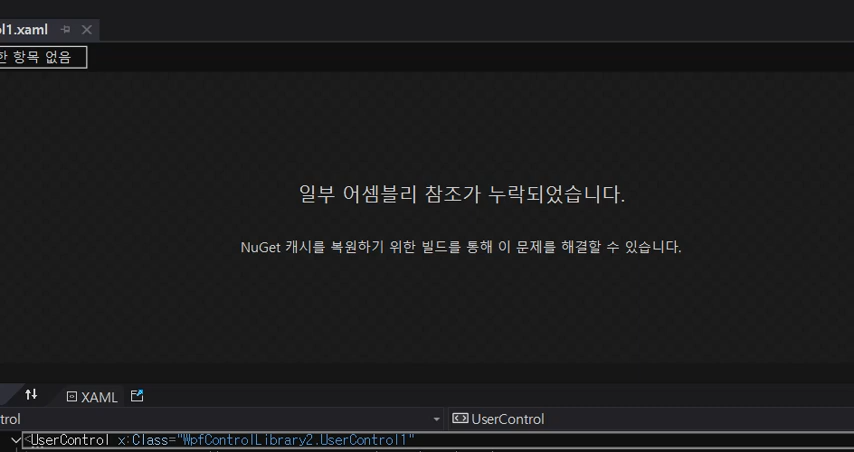 ol1.xaml
한 항목 없음
일부 어셈블리 참조가 누락되었습니다.
NuGet 캐시를 복원하기 위한 빌드를 통해 이 문제를 해결할 수 있습니다.
XAML
trol
UserControl
<UserControl x:Class="WpfControlLibrary2.UserControl1"